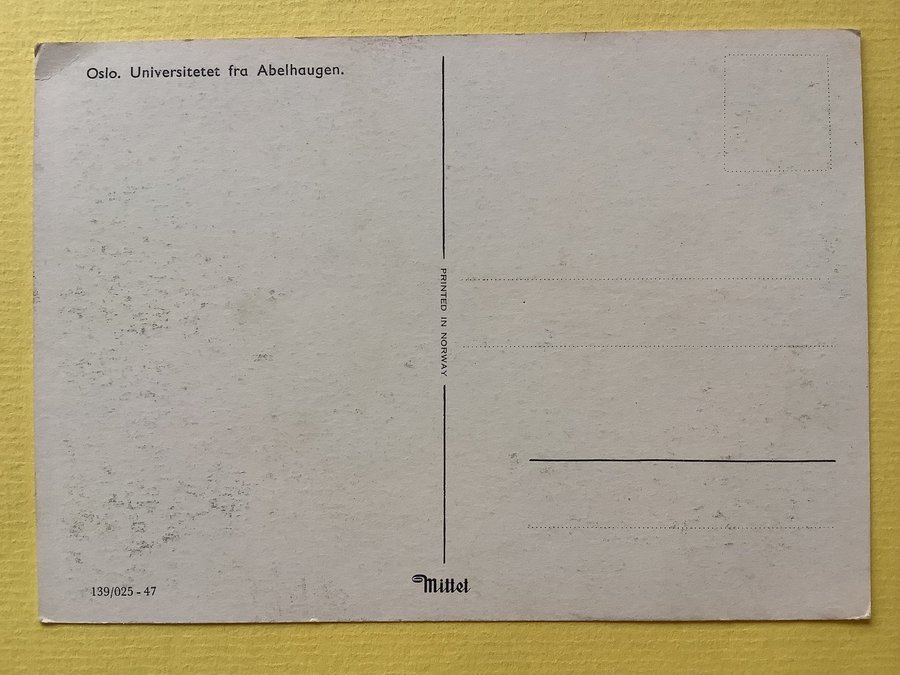 Oslo. Universitetet fra Abelhaugen.
PRINTED IN NORWAY
139/025 - 47
Mittet